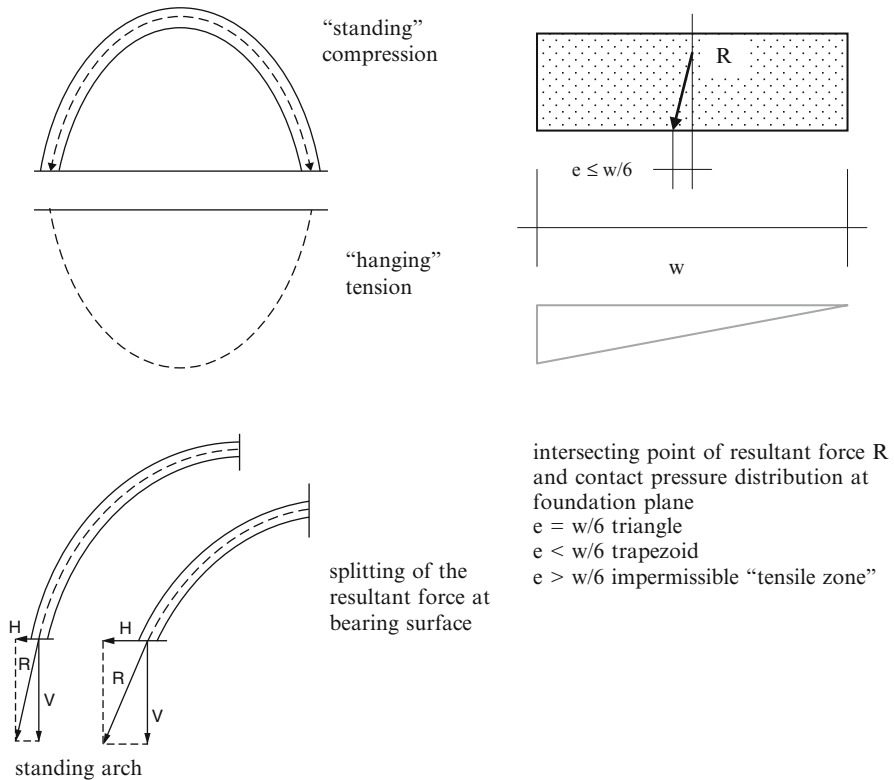 “standing”
compression
“hanging”
tension
R
e ≤ w/6
w
H
R
V
H
R
V
standing arch
splitting of the
resultant force at
bearing surface
intersecting point of resultant force R
and contact pressure distribution at
foundation plane
e = w/6 triangle
e < w/6 trapezoid
e > w/6 impermissible “tensile zone”